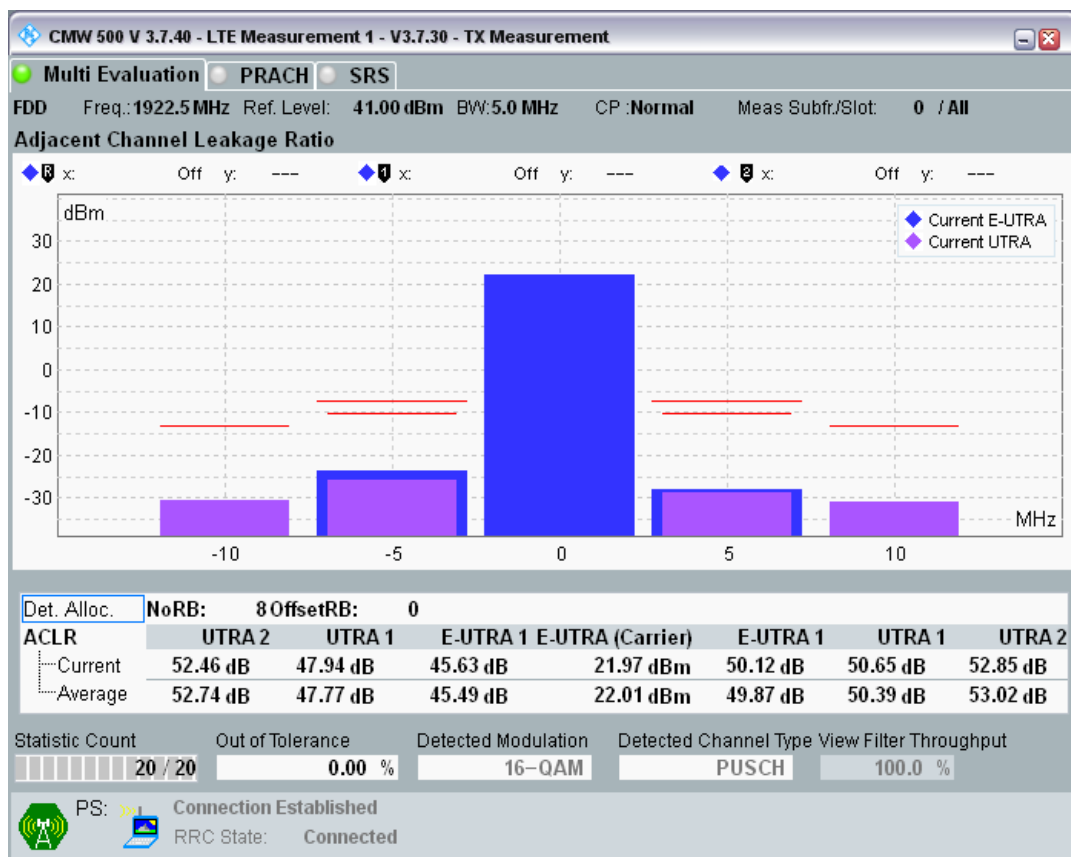 CMW 500 V 3.7.40 - LTE Measurement 1 - V3.7.30 - TX Measurement
Multi Evaluation PRACH SRS
FDD Freq.: 1922.5 MHz Ref. Level: 41.00 dBm BW: 5.0 MHz CP : Normal Meas Subfr./Slot: 0 / All
Adjacent Channel Leakage Ratio
R x: Off y: --- 1 x: Off y: --- 2 x: Off y: ---
dBm
Current E-UTRA
Current UTRA
30
20
10
0
-10
-20
-30
MHz
-10 -5 0 5 10
Det. Alloc. NoRB: 8 OffsetRB: 0
ACLR UTRA 2 UTRA 1 E-UTRA 1 E-UTRA (Carrier) E-UTRA 1 UTRA 1 UTRA 2
Current 52.46 dB 47.94 dB 45.63 dB 21.97 dBm 50.12 dB 50.65 dB 52.85 dB
Average 52.74 dB 47.77 dB 45.49 dB 22.01 dBm 49.87 dB 50.39 dB 53.02 dB
Statistic Count Out of Tolerance Detected Modulation Detected Channel Type View Filter Throughput
20 / 20 0.00 % 16-QAM PUSCH 100.0 %
PS: Connection Established
RRC State: Connected